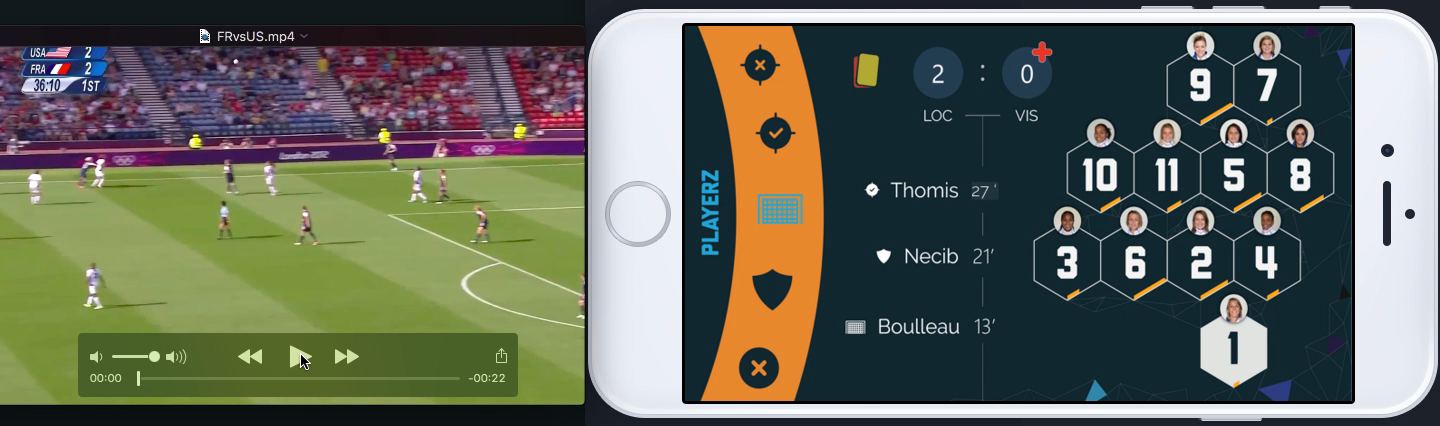 FRvsUS.mp4
USA 2
FRA 2
36:10 1ST
London 2012
00:00
-00:22
PLAYERZ
2 : 0
LOC VIS
Thomis 27 '
Necib 21'
Boulleau 13'
9 7
10 11 5 8
3 6 2 4
1